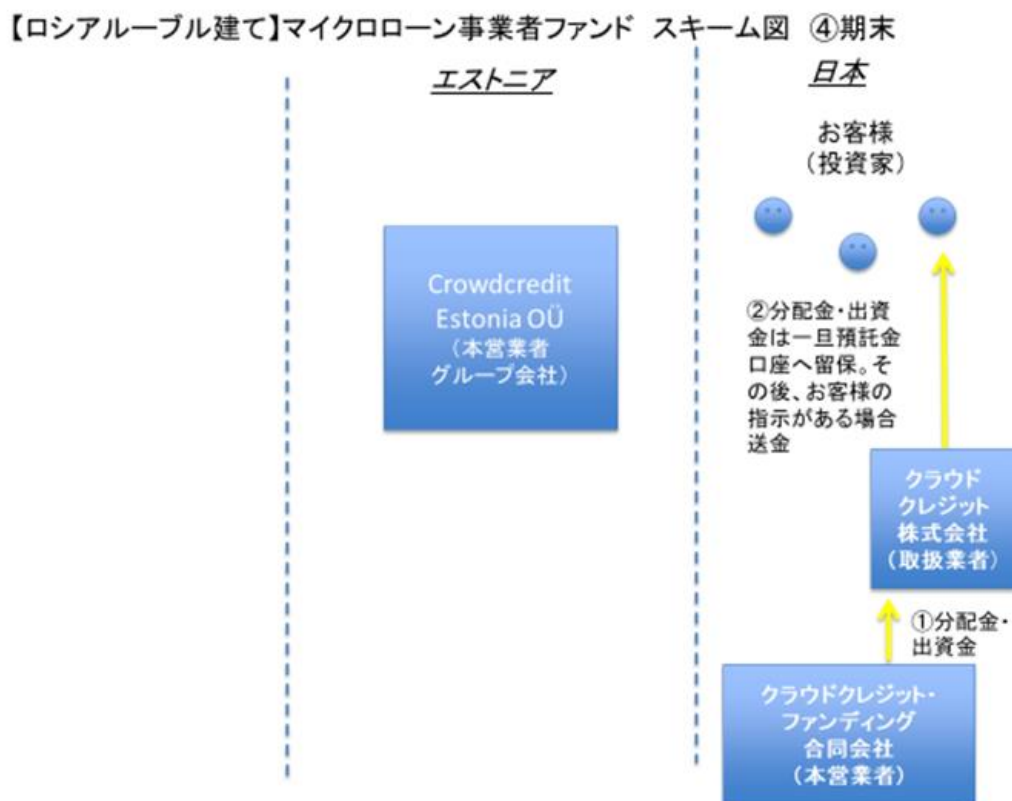 【ロシアルーブル建て】マイクロローン事業者ファンド スキーム図 ④期末
エストニア
日本
お客様
（投資家）
Crowdcredit
Estonia OÜ
（本営業者
グループ会社）
②分配金・出資
金は一旦預託金
口座へ留保。そ
の後、お客様の
指示がある場合
送金
クラウド
クレジット
株式会社
（取扱業者）
①分配金・
出資金
クラウドクレジット・
ファンディング
合同会社
（本営業者）